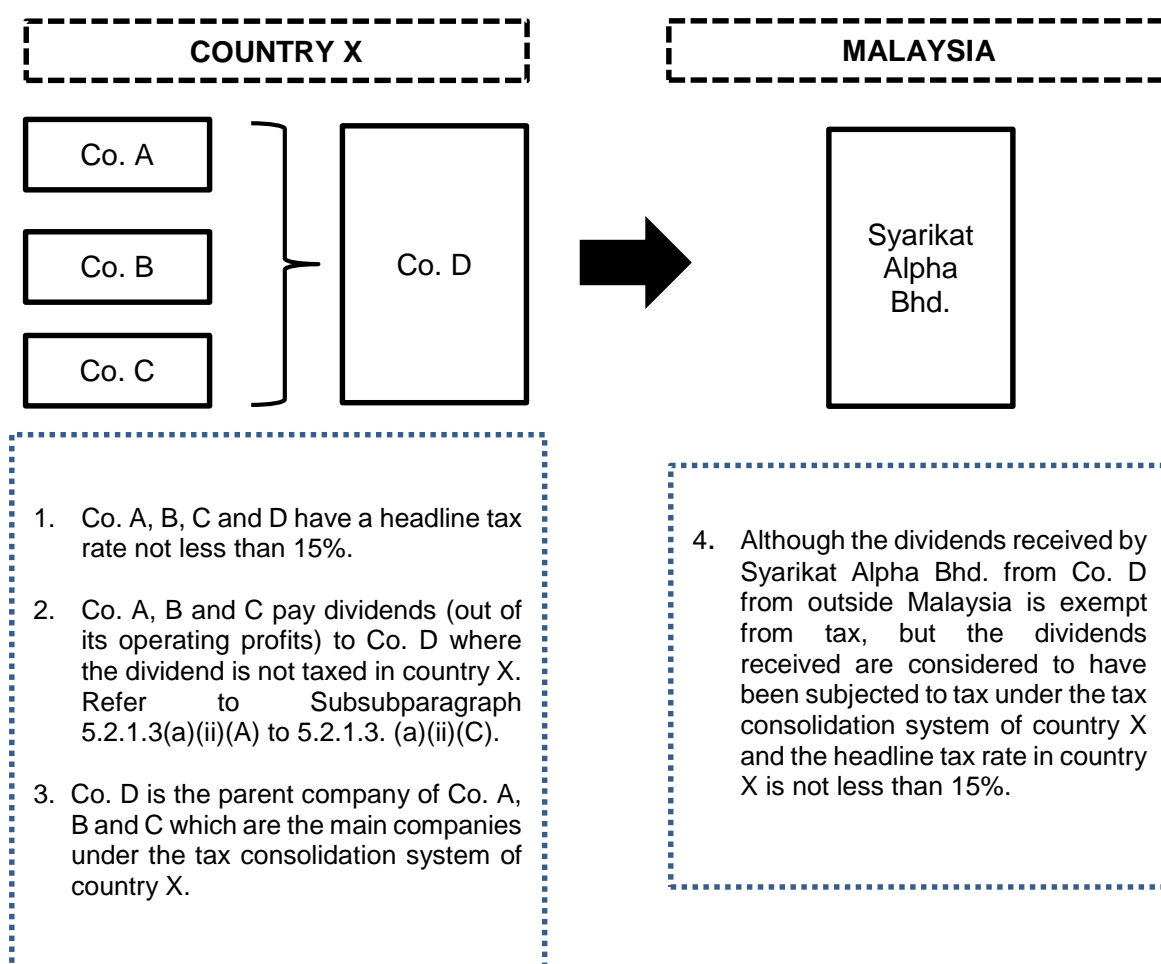 COUNTRY X
MALAYSIA
Co. A
Co. B
Co. C
Co. D
Syarikat
Alpha
Bhd.
1. Co. A, B, C and D have a headline tax
rate not less than 15%.
2. Co. A, B and C pay dividends (out of
its operating profits) to Co. D where
the dividend is not taxed in country X.
Refer to Subsubparagraph
5.2.1.3(a)(ii)(A) to 5.2.1.3. (a)(ii)(C).
3. Co. D is the parent company of Co. A,
B and C which are the main companies
under the tax consolidation system of
country X.
4. Although the dividends received by
Syarikat Alpha Bhd. from Co. D
from outside Malaysia is exempt
from tax, but the dividends
received are considered to have
been subjected to tax under the tax
consolidation system of country X
and the headline tax rate in country
X is not less than 15%.